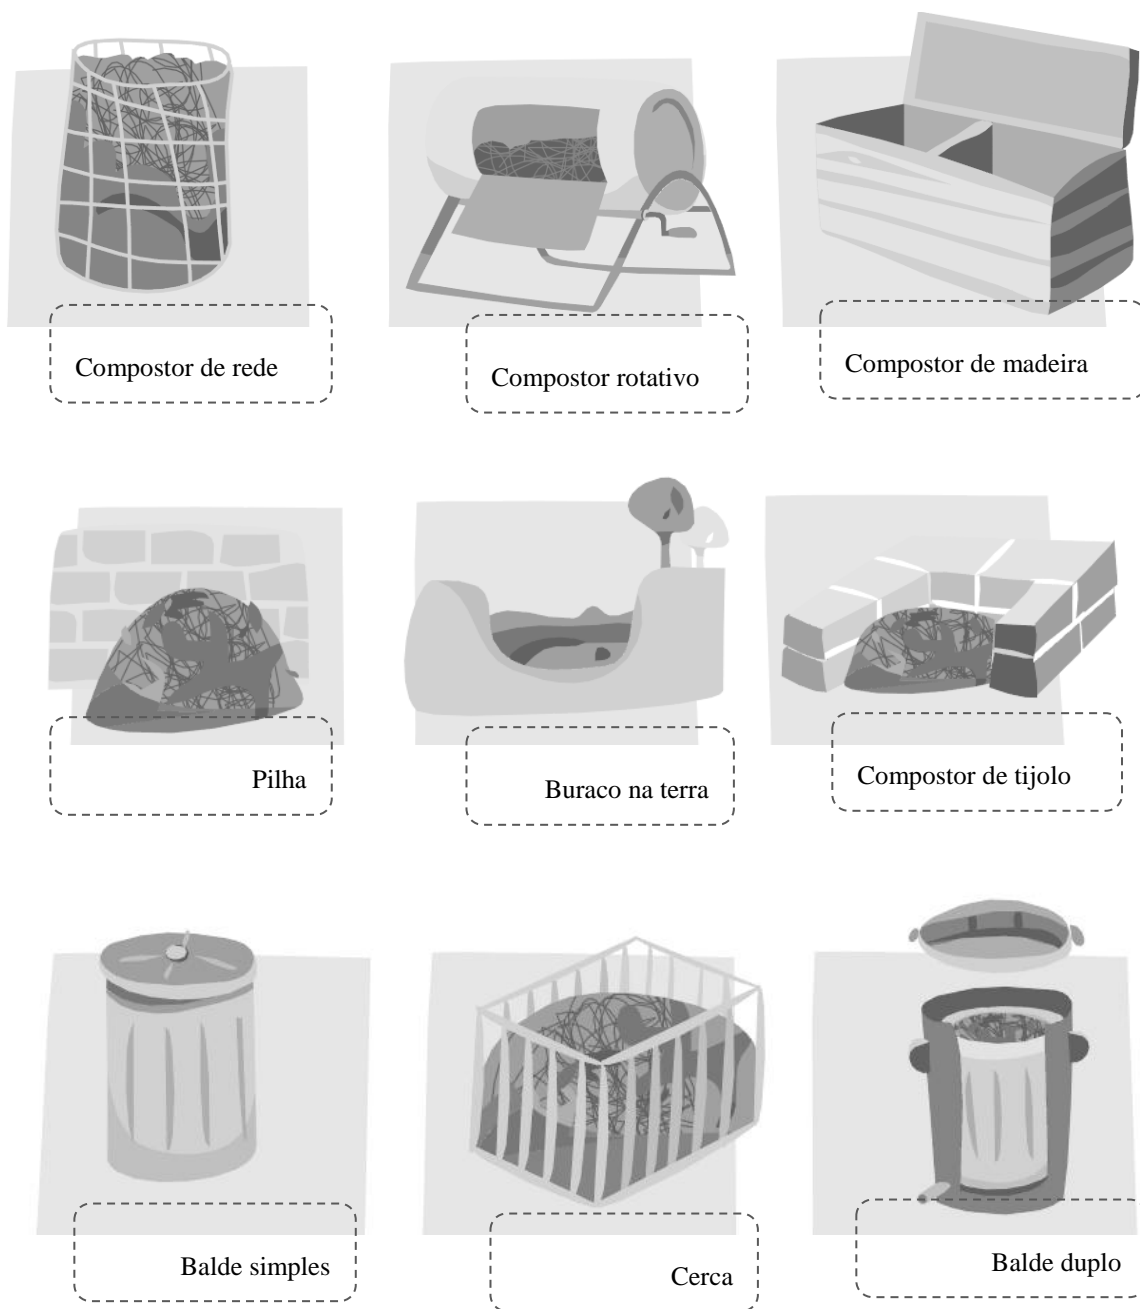 Compostor de rede
Compostor rotativo
Compostor de madeira
Pilha
Buraco na terra
Compostor de tijolo
Balde simples
Cerca
Balde duplo